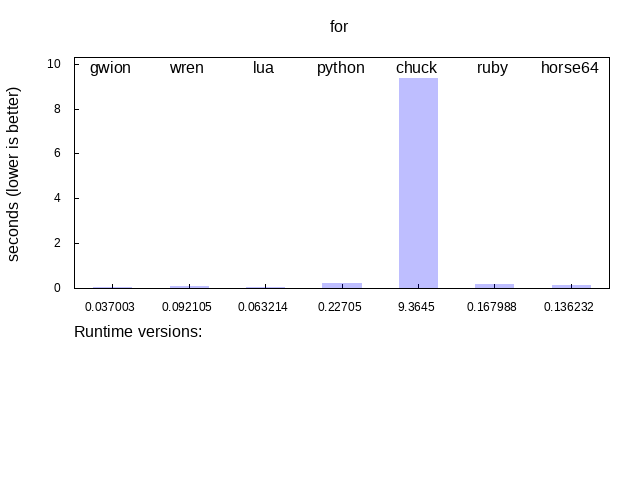 for
seconds (lower is better)
10
8
6
4
2
0
gwion wren lua python chuck ruby horse64
0.037003 0.092105 0.063214 0.22705 9.3645 0.167988 0.136232
Runtime versions: